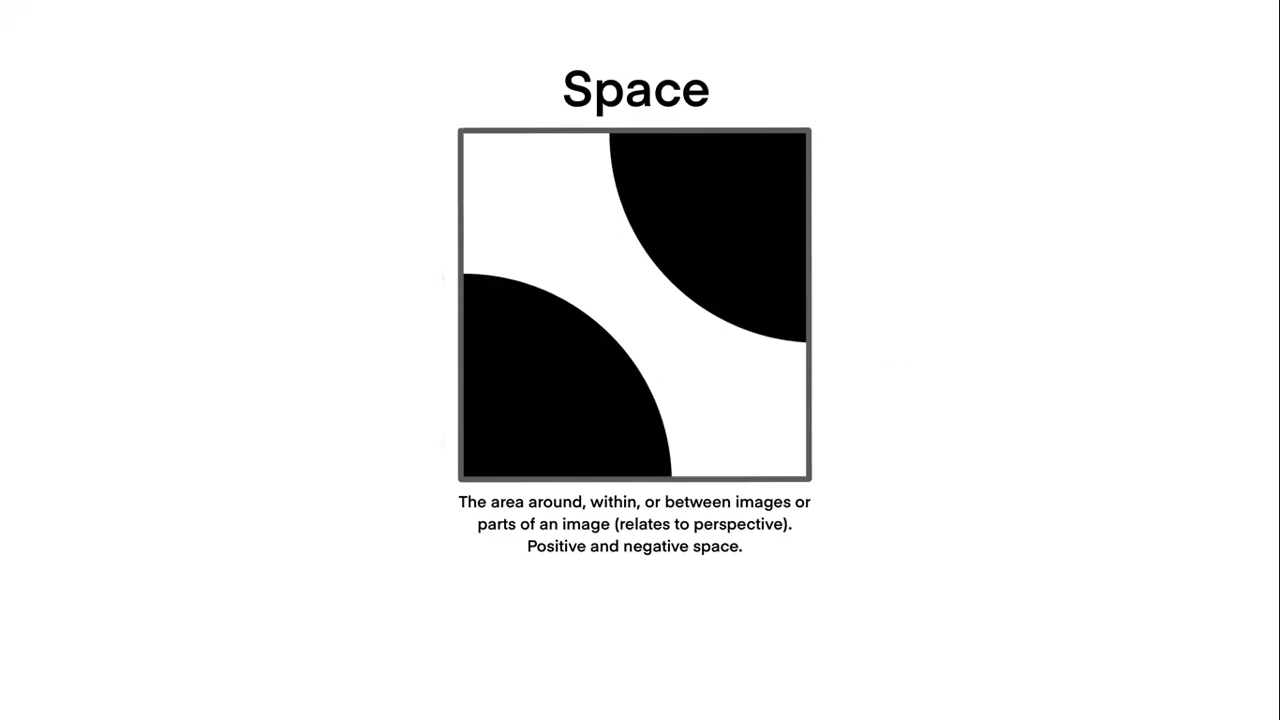 Space
The area around, within, or between images or
parts of an image (relates to perspective).
Positive and negative space.